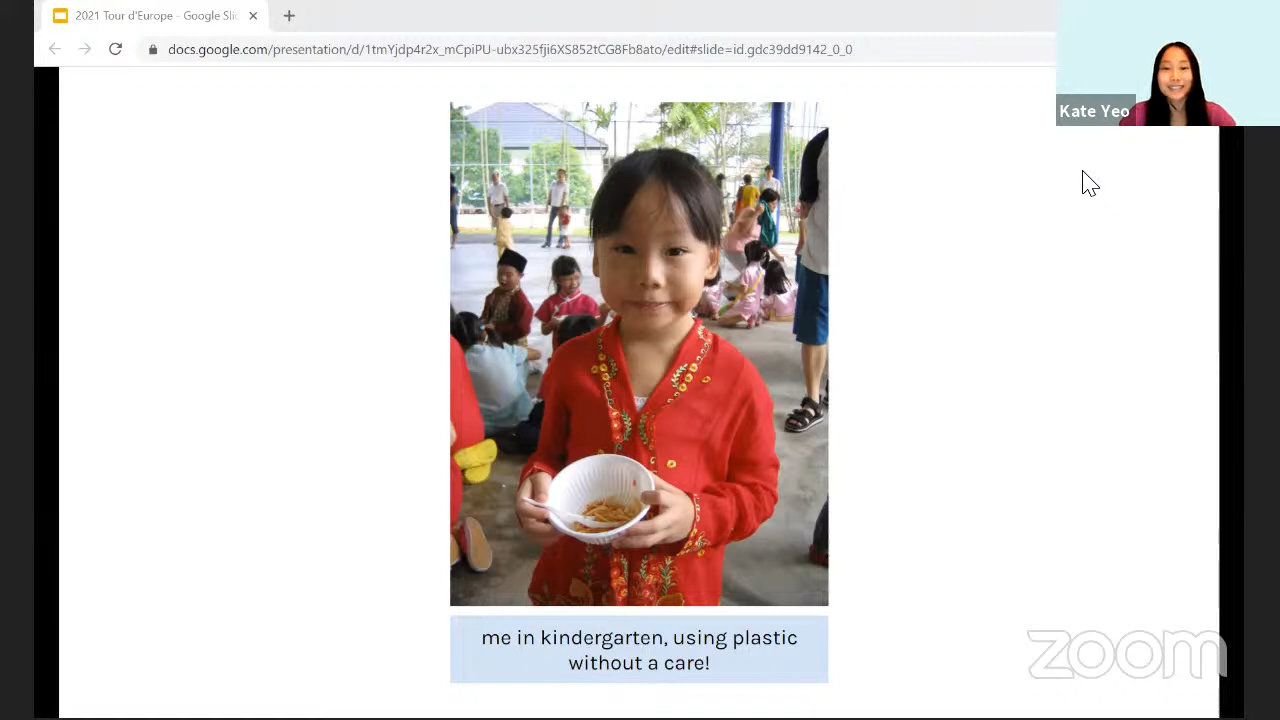 2021 Tour d'Europe - Google Slid
docs.google.com/presentation/d/1tmYjdp4r2x_mCpiPU-ubx325fji6XS852tCG8Fb8ato/edit#slide=id.gdc39dd9142_0_0
Kate Yeo
me in kindergarten, using plastic
without a care!
zoom